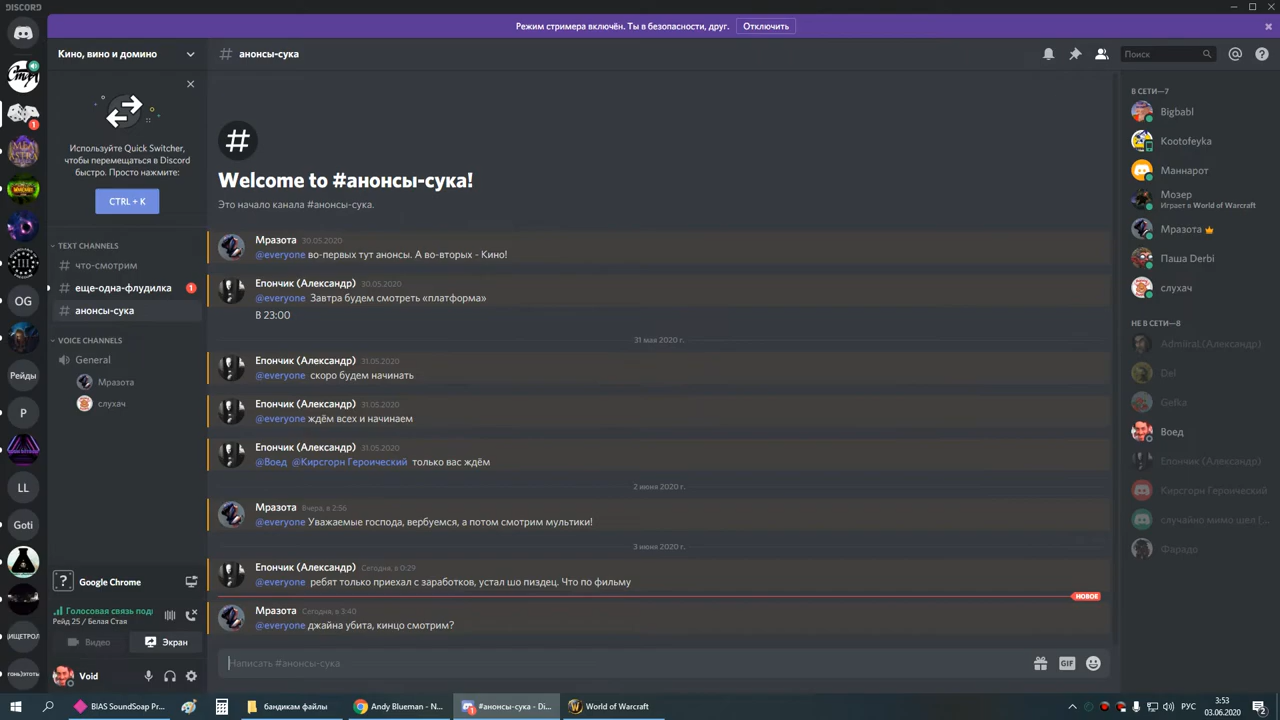 DISCORD
Режим стримера включён. Ты в безопасности, друг. Отключить
Кино, вино и домино
анонсы-сука
Поиск
Используйте Quick Switcher,
чтобы перемещаться в Discord
быстро. Просто нажмите:
CTRL + K
TEXT CHANNELS
что-смотрим
еще-одна-флудилка 1
анонсы-сука
VOICE CHANNELS
General
Мразота
слухач
1
OG
Рейды
P
LL
Goti
Google Chrome
Рейд 25 / Белая Стая
Видео
Экран
Void
Welcome to #анонсы-сука!
Это начало канала #анонсы-сука.
Мразота 30.05.2020
@everyone во-первых тут анонсы. А во-вторых - Кино!
Епончик (Александр) 30.05.2020
@everyone Завтра будем смотреть «платформа»
В 23:00
31 мая 2020 г.
Епончик (Александр) 31.05.2020
@everyone скоро будем начинать
Епончик (Александр) 31.05.2020
@everyone ждём всех и начинаем
Епончик (Александр) 31.05.2020
@Воед @Кирсгорн Героический только вас ждём
2 июня 2020 г.
Мразота Вчера, в 2:56
@everyone Уважаемые господа, вербуемся, а потом смотрим мультики!
3 июня 2020 г.
Епончик (Александр) Сегодня, в 0:29
@everyone ребят только приехал с заработков, устал шо пиздец. Что по фильму
НОВОЕ
Мразота Сегодня, в 3:40
@everyone джайна убита, кинцо смотрим?
Написать #анонсы-сука
GIF
В СЕТИ—7
Bigbabl
Kootofeyka
Маннарот
Мозер
Играет в World of Warcraft
Мразота
Паша Derbi
слухач
НЕ В СЕТИ—8
AdmiiraL(Александр)
Del
Gefka
Воед
Епончик (Александр)
Кирсгорн Героический
случайно мимо шел (...
Фарадо
BIAS SoundSoap Pr...
бандикам файлы
Andy Blueman - N...
#анонсы-сука - Di...
World of Warcraft
РУС
3:53
03.06.2020
2